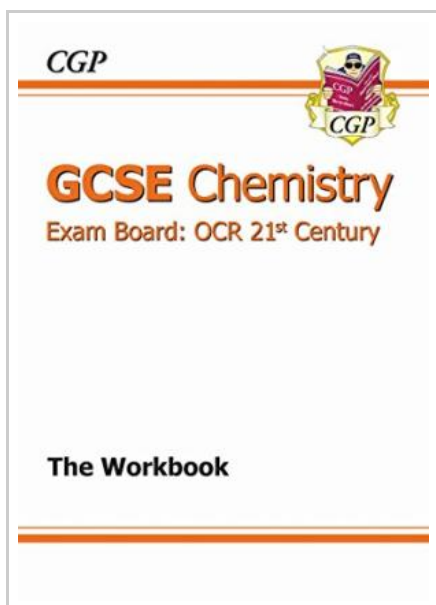 CGP
CGP
CGP
GCSE Chemistry
Exam Board: OCR 21st Century
The Workbook